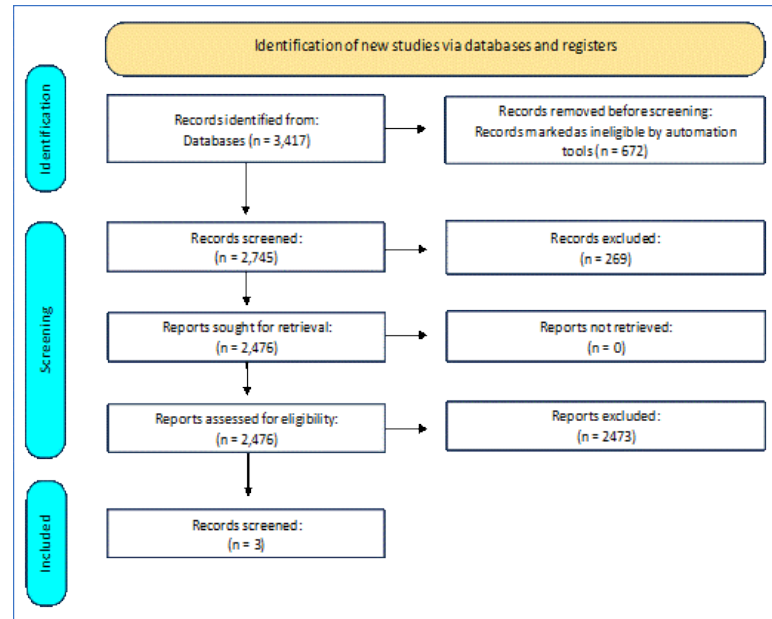 Identification of new studies via databases and registers
Identification
Records identified from:
Databases (n = 3,417)
Records removed before screening:
Records marked as ineligible by automation
tools (n = 672)
Screening
Records screened:
(n = 2,745)
Records excluded:
(n = 269)
Reports sought for retrieval:
(n = 2,476)
Reports not retrieved:
(n = 0)
Reports assessed for eligibility:
(n = 2,476)
Reports excluded:
(n = 2473)
Included
Records screened:
(n = 3)